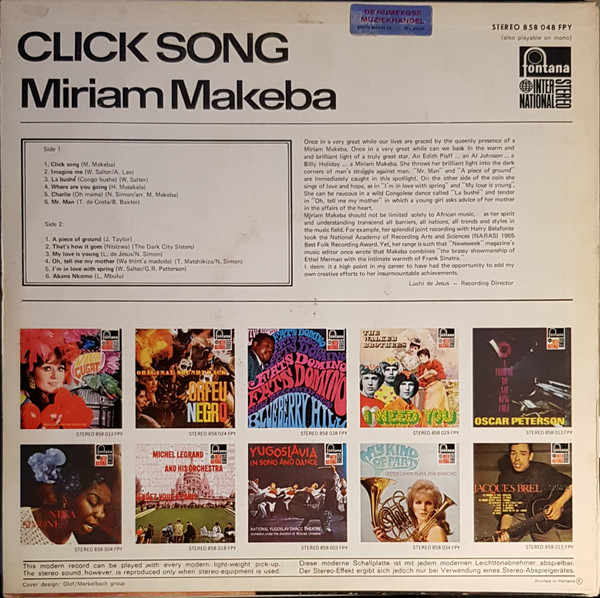 DE NIJMEEGSE
MUZIEKHANDEL
STEREO 858 048 FPY
(also playable on mono)
CLICK SONG
Miriam Makeba
fontana
INTER
NATIONAL
STEREO
Side 1:
1. Click song (M. Makeba)
2. Imagine me (W. Salter/A. Lau)
3. La bushé (Congo bushe) (W. Salter)
4. Where are you going (H. Masakela)
5. Charlie (Oh mama) (N. Simon/arr. M. Makeba)
6. Mr. Man (T. de Costa/B. Baxter)
Side 2:
1. A piece of ground (J. Taylor)
2. That's how it goes (Ntsizwa) (The Dark City Sisters)
3. My love is young (L. de Jesus/N. Simon)
4. Oh, tell me my mother (Wa thint'a madoda) (T. Matshikiza/N. Simon)
5. I'm in love with spring (W. Salter/G.R. Patterson)
6. Akana Nkomo (L. Mbulu)
Once in a very great while our lives are graced by the queenly presence of a
Miriam Makeba. Once in a very great while can we bask in the warm and
and brilliant light of a truly great star. An Edith Piaff ... an Al Johnson ... a
Billy Holiday ... a Miriam Makeba. She throws her brilliant light into the dark
corners of man's struggle against man. "Mr. Man" and "A piece of ground"
are immediately caught in this spotlight. On the other side of the coin she
sings of love and hope, as in "I'm in love with spring" and "My love is young".
She can be raucous in a wild Congolese dance called "La bushé" and tender
in "Oh, tell me my mother" in which a young girl asks advice of her mother
in the affairs of the heart.
Miriam Makeba should not be limited solely to African music, as her spirit
and understanding transcend all barriers, all nations, all trends and styles in
the music field. For example, her splendid joint recording with Harry Belafonte
took the National Academy of Recording Arts and Sciences (NARAS) 1965
Best Folk Recording Award. Yet, her range is such that "Newsweek" magazine's
music editor once wrote that Makeba combines "the brassy showmanship of
Ethel Merman with the intimate warmth of Frank Sinatra."
I deem it a high point in my career to have had the opportunity to add my
own creative efforts to her insurmountable achievements.
Luchi de Jesus — Recording Director
CUGAT
STEREO 858 023 FPY
ORIGINAL SOUNDTRACK
ORFEU
NEGRO
STEREO 858 024 FPY
FATS DOMINO
BLUEBERRY HILL
STEREO 858 038 FPY
THE
WALKER
BROTHERS
I NEED YOU
STEREO 858 029 FPY
OSCAR PETERSON
STEREO 858 013 FPY
NINA
SIMONE
STEREO 858 004 FPY
MICHEL LEGRAND
AND HIS ORCHESTRA
STEREO 858 018 FPY
YUGOSLAVIA
IN SONG AND DANCE
NATIONAL YUGOSLAV DANCE THEATRE
STEREO 858 003 FPY
MY KIND
OF PARTY
STEREO 858 034 FPY
JACQUES BREL
STEREO 858 015 FPY
This modern record can be played with every modern light-weight pick-up.
The stereo sound, however, is reproduced only when stereo-equipment is used.
Diese moderne Schallplatte ist mit jedem modernen Leichttonabnehmer abspielbar.
Der Stereo-Effekt ergibt sich jedoch nur bei Verwendung eines Stereo-Abspielgerätes.
Cover design: Olof/Merkelbach group
Printed in Holland